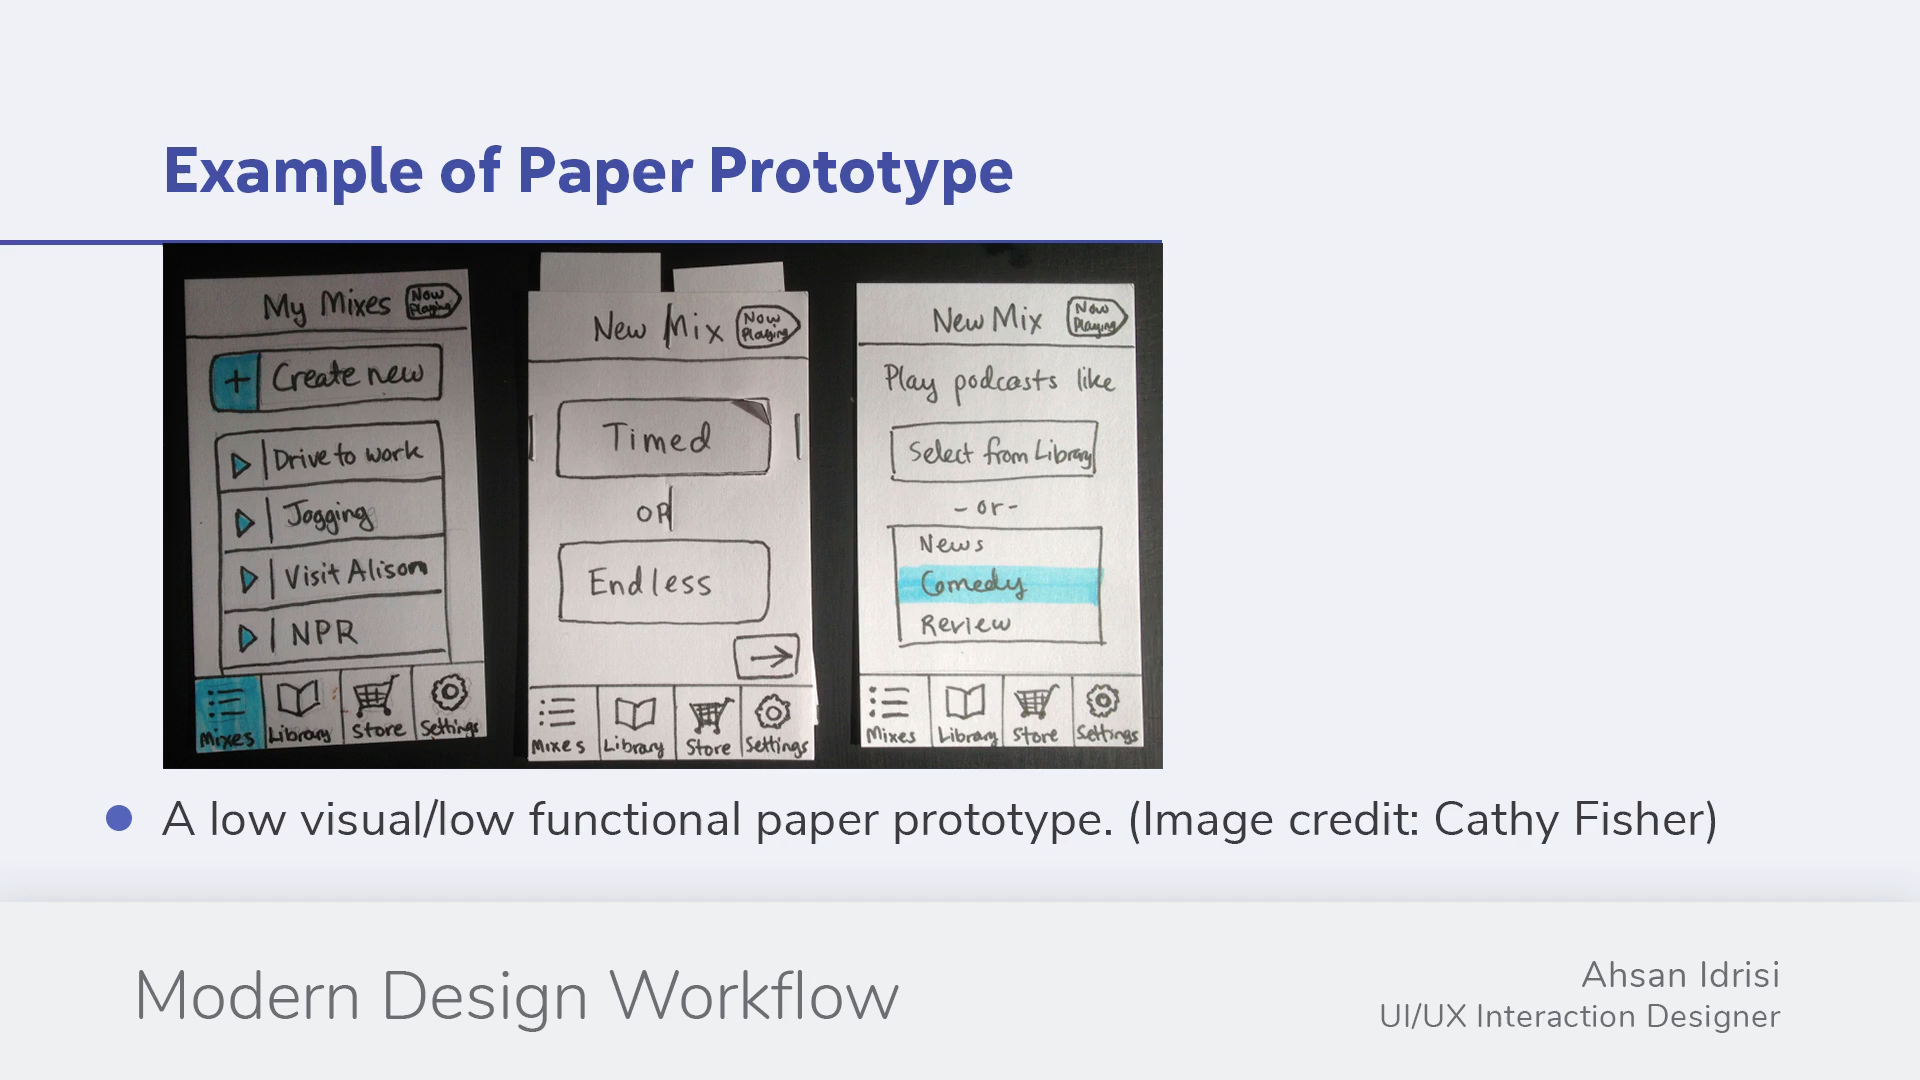 Example of Paper Prototype
My Mixes
Now
Playing
+ Create new
Drive to work
Jogging
Visit Alison
NPR
Mixes Library Store Settings
New Mix
Now
Playing
Timed
OR
Endless
Mixes Library Store Settings
New Mix
Now
Playing
Play podcasts like
Select from Library
- or -
News
Comedy
Review
Mixes Library Store Settings
A low visual/low functional paper prototype. (Image credit: Cathy Fisher)
Modern Design Workflow
Ahsan Idrisi
UI/UX Interaction Designer